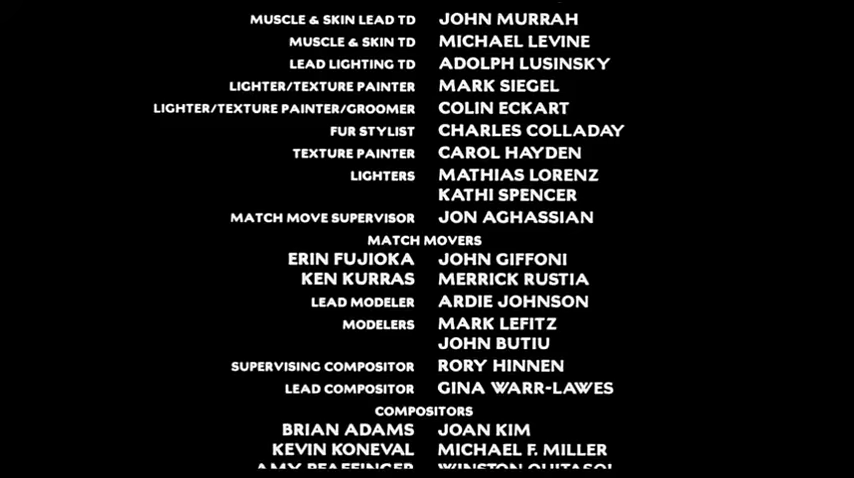 MUSCLE & SKIN LEAD TD JOHN MURRAH
MUSCLE & SKIN TD MICHAEL LEVINE
LEAD LIGHTING TD ADOLPH LUSINSKY
LIGHTER/TEXTURE PAINTER MARK SIEGEL
LIGHTER/TEXTURE PAINTER/GROOMER COLIN ECKART
FUR STYLIST CHARLES COLLADAY
TEXTURE PAINTER CAROL HAYDEN
LIGHTERS MATHIAS LORENZ
KATHI SPENCER
MATCH MOVE SUPERVISOR JON AGHASSIAN
MATCH MOVERS
ERIN FUJIOKA JOHN GIFFONI
KEN KURRAS MERRICK RUSTIA
LEAD MODELER ARDIE JOHNSON
MODELERS MARK LEFITZ
JOHN BUTIU
SUPERVISING COMPOSITOR RORY HINNEN
LEAD COMPOSITOR GINA WARR-LAWES
COMPOSITORS
BRIAN ADAMS JOAN KIM
KEVIN KONEVAL MICHAEL F. MILLER
AMY PFAFFINGER WINSTON